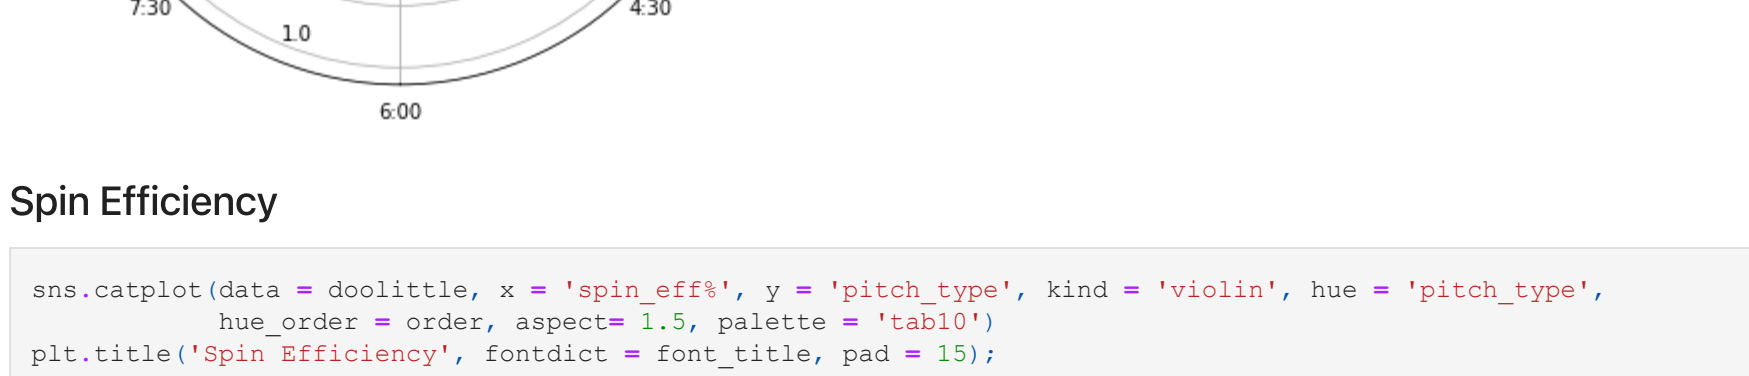 7:30
4:30
1.0
6:00
Spin Efficiency
sns.catplot(data = doolittle, x = 'spin_eff%', y = 'pitch_type', kind = 'violin', hue = 'pitch_type',
            hue_order = order, aspect= 1.5, palette = 'tab10')
plt.title('Spin Efficiency', fontdict = font_title, pad = 15);